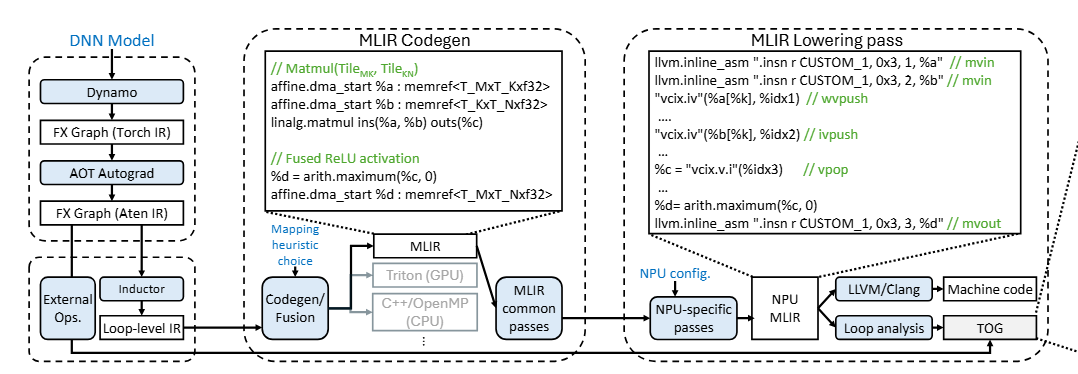 DNN Model
Dynamo
FX Graph (Torch IR)
AOT Autograd
FX Graph (Aten IR)
External
Ops.
Inductor
Loop-level IR
MLIR Codegen
// Matmul(Tile_MK, Tile_KN)
affine.dma_start %a : memref<T_MxT_Kxf32>
affine.dma_start %b : memref<T_KxT_Nxf32>
linalg.matmul ins(%a, %b) outs(%c)
// Fused ReLU activation
%d = arith.maximum(%c, 0)
affine.dma_start %d : memref<T_MxT_Nxf32>
Mapping
heuristic
choice
Codegen/
Fusion
MLIR
Triton (GPU)
C++/OpenMP
(CPU)
⋮
MLIR
common
passes
MLIR Lowering pass
llvm.inline_asm ".insn r CUSTOM_1, 0x3, 1, %a" // mvin
llvm.inline_asm ".insn r CUSTOM_1, 0x3, 2, %b" // mvin
"vcix.iv"(%a[%k], %idx1) // wvpush
....
"vcix.iv"(%b[%k], %idx2) // ivpush
...
%c = "vcix.v.i"(%idx3) // vpop
...
%d= arith.maximum(%c, 0)
llvm.inline_asm ".insn r CUSTOM_1, 0x3, 3, %d" // mvout
NPU config.
NPU-specific
passes
NPU
MLIR
LLVM/Clang
Machine code
Loop analysis
TOG